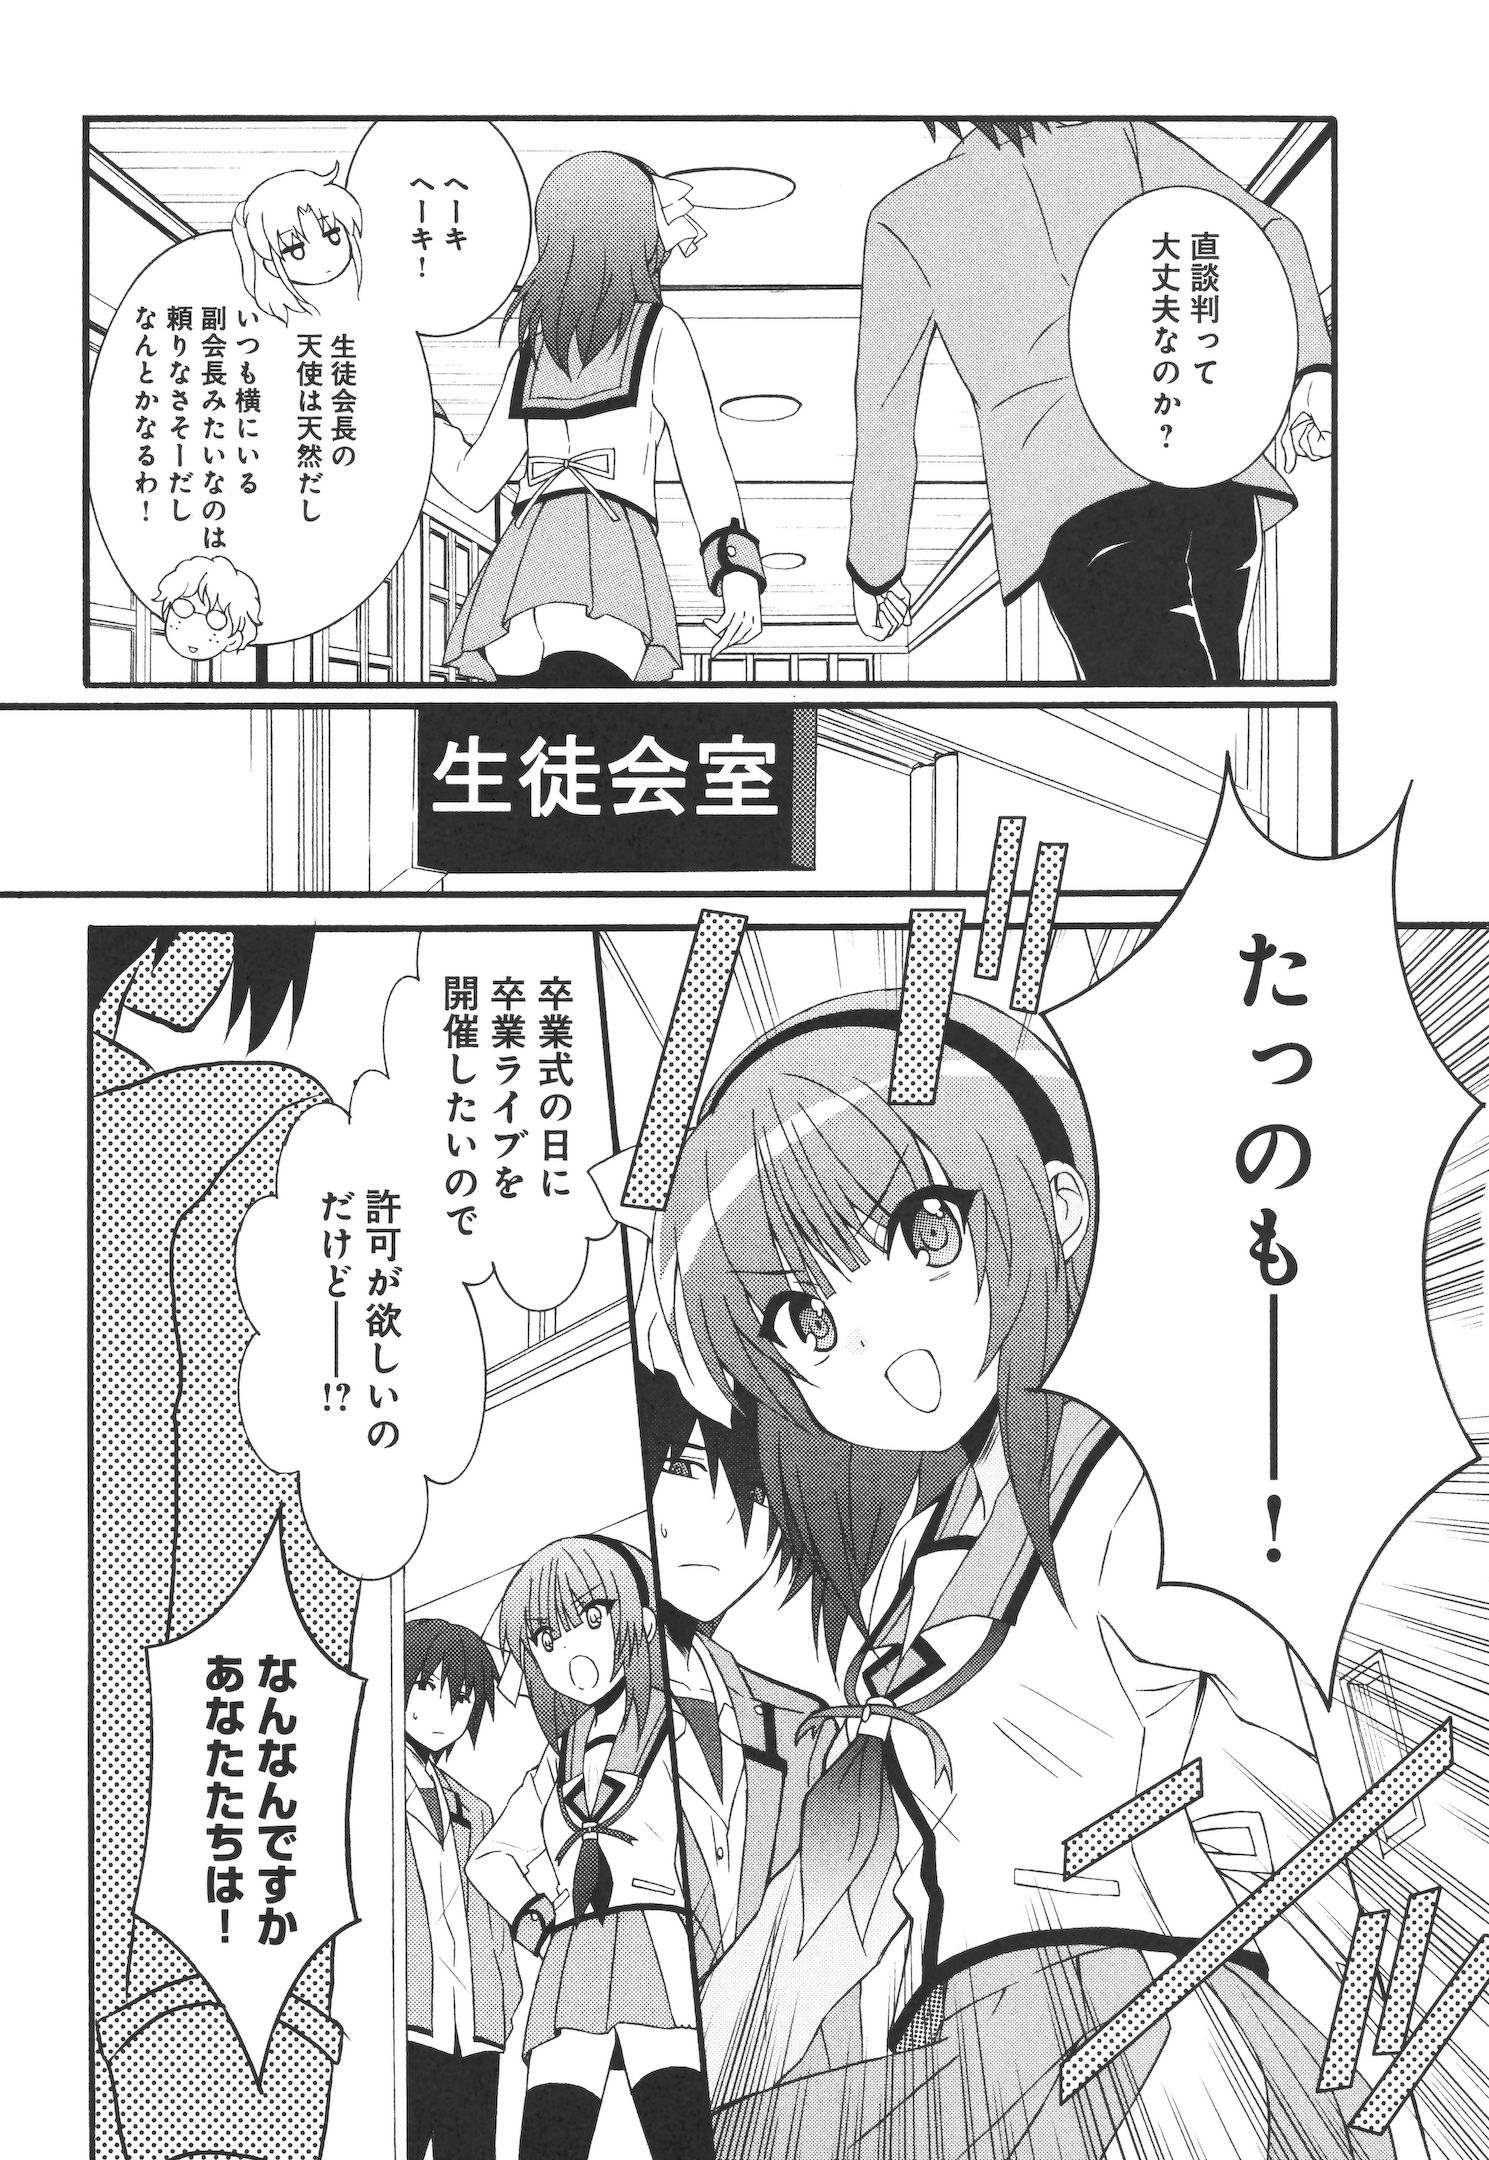 直談判って
大丈夫なのか？
へーキ
へーキ！
生徒会長の
天使は天然だし
いつも横にいる
副会長みたいなのは
頼りなさそーだし
なんとかなるわ！
生徒会室
たっのもー！
卒業式の日に
卒業ライブを
開催したいので
許可が欲しいの
だけど──!?
なんなんですか
あなたたちは！